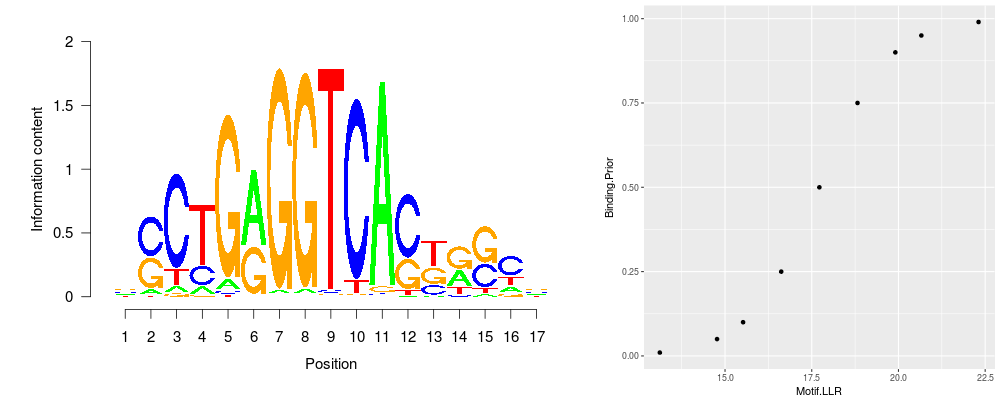 Information content
2
1.5
1
0.5
0
CCTGAGGTCACTGGC
GTCAGTCAGGACCT
1 2 3 4 5 6 7 8 9 10 11 12 13 14 15 16 17
Position
Binding.Prior
1.00
0.75
0.50
0.25
0.00
15.0 17.5 20.0 22.5
Motif.LLR